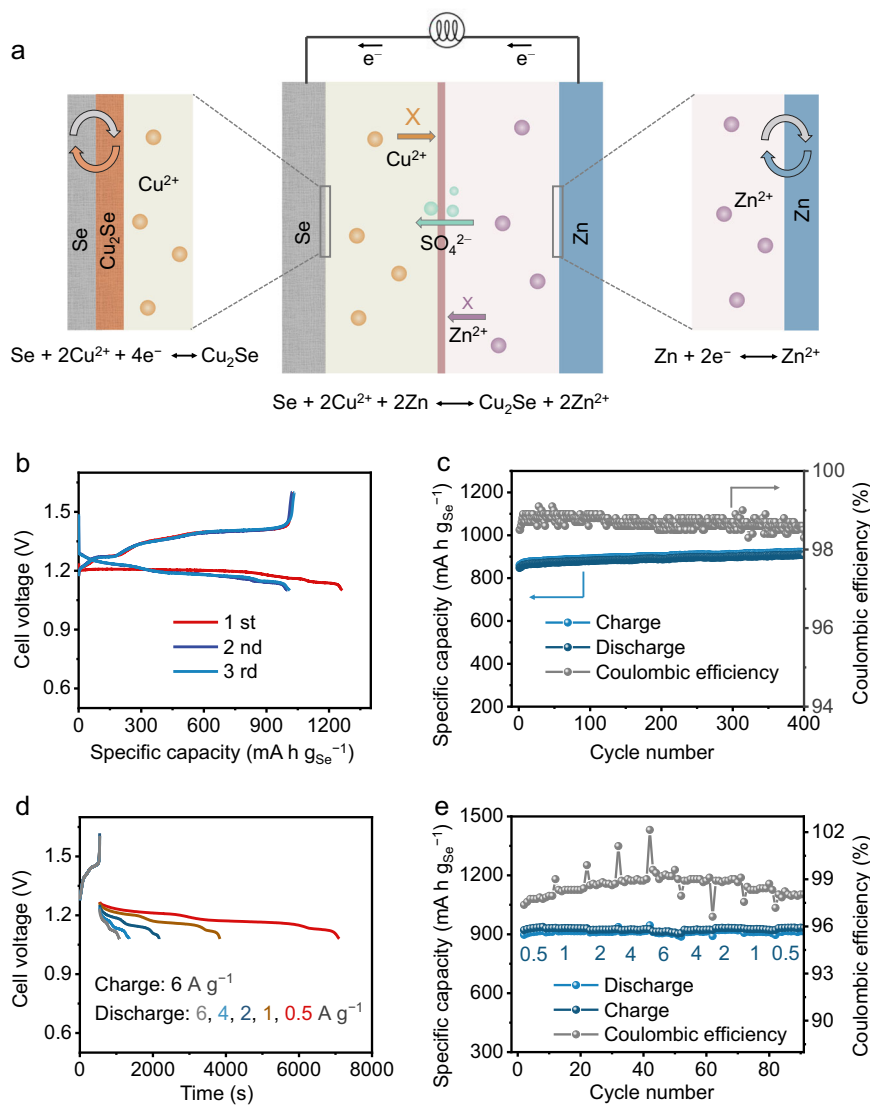 a
e⁻ e⁻
X
Cu²⁺
Cu²⁺
Zn²⁺
Se
Cu₂Se
Se
SO₄²⁻
Zn
Zn
X
Zn²⁺
Se + 2Cu²⁺ + 4e⁻ ⟷ Cu₂Se
Zn + 2e⁻ ⟷ Zn²⁺
Se + 2Cu²⁺ + 2Zn ⟷ Cu₂Se + 2Zn²⁺
b
Cell voltage (V)
1.5
1.2
0.9
0.6
1 st
2 nd
3 rd
0 300 600 900 1200
Specific capacity (mA h gSe⁻¹)
c
Specific capacity (mA h gSe⁻¹)
1300
1200
1000
800
600
400
200
Charge
Discharge
Coulombic efficiency
0 100 200 300 400
Cycle number
100
98
96
94
Coulombic efficiency (%)
d
Cell voltage (V)
1.5
1.2
0.9
0.6
Charge: 6 A g⁻¹
Discharge: 6, 4, 2, 1, 0.5 A g⁻¹
0 2000 4000 6000 8000
Time (s)
e
Specific capacity (mA h gSe⁻¹)
1500
1200
900
600
300
0.5 1 2 4 6 4 2 1 0.5
Discharge
Charge
Coulombic efficiency
0 20 40 60 80
Cycle number
102
99
96
93
90
Coulombic efficiency (%)